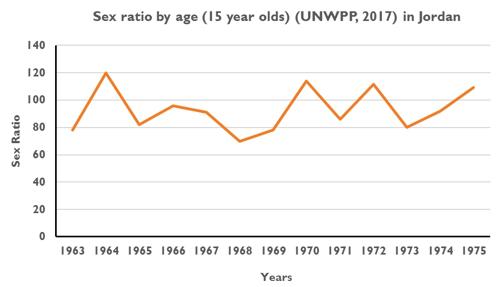 Sex ratio by age (15 year olds) (UNWPP, 2017) in Jordan
140
120
100
80
60
40
20
0
Sex Ratio
1963 1964 1965 1966 1967 1968 1969 1970 1971 1972 1973 1974 1975
Years